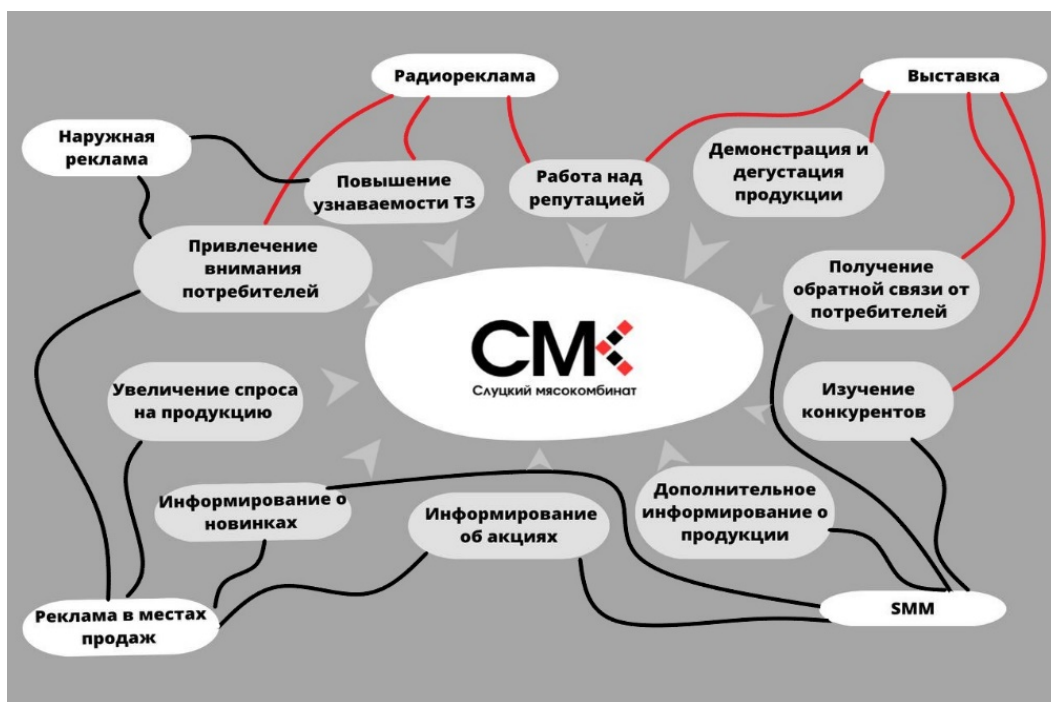 Радиореклама
Выставка
Наружная
реклама
Повышение
узнаваемости ТЗ
Работа над
репутацией
Демонстрация и
дегустация
продукции
Привлечение
внимания
потребителей
Получение
обратной связи от
потребителей
СМК
Слуцкий мясокомбинат
Увеличение спроса
на продукцию
Изучение
конкурентов
Информирование о
новинках
Информирование
об акциях
Дополнительное
информирование о
продукции
Реклама в местах
продаж
SMM